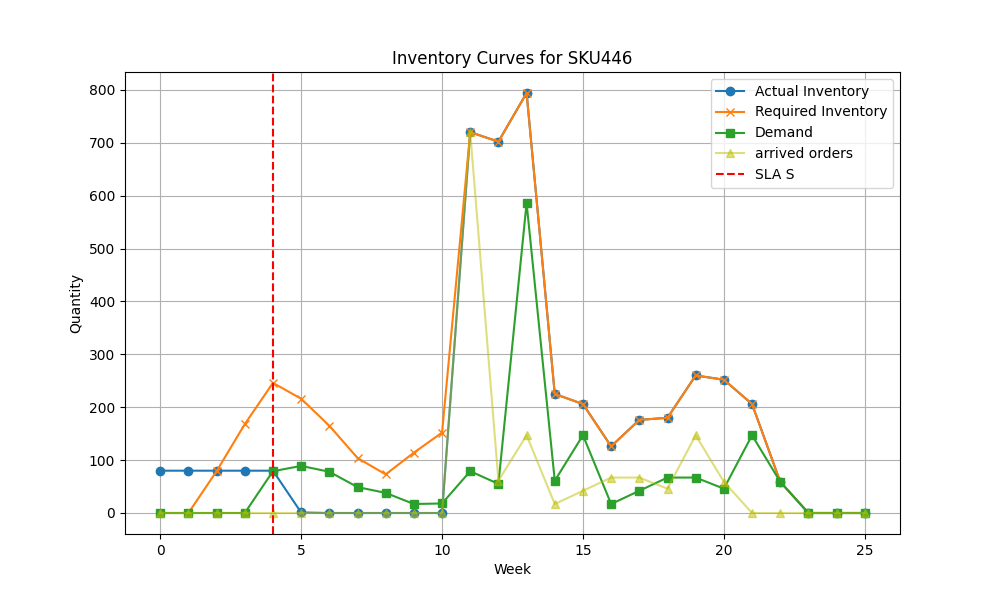 Inventory Curves for SKU446
Actual Inventory
Required Inventory
Demand
arrived orders
SLA S
800
700
600
500
400
300
200
100
0
Quantity
0 5 10 15 20 25
Week